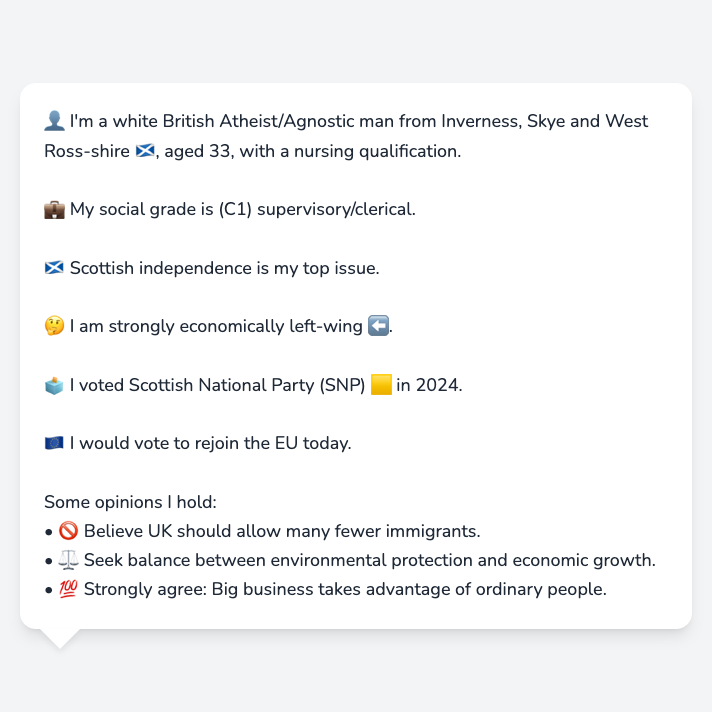 👤 I'm a white British Atheist/Agnostic man from Inverness, Skye and West
Ross-shire 🏴󠁧󠁢󠁳󠁣󠁴󠁿, aged 33, with a nursing qualification.
💼 My social grade is (C1) supervisory/clerical.
🏴󠁧󠁢󠁳󠁣󠁴󠁿 Scottish independence is my top issue.
🤔 I am strongly economically left-wing ⬅️.
🗳️ I voted Scottish National Party (SNP) 🟨 in 2024.
🇪🇺 I would vote to rejoin the EU today.
Some opinions I hold:
• 🚫 Believe UK should allow many fewer immigrants.
• ⚖️ Seek balance between environmental protection and economic growth.
• 💯 Strongly agree: Big business takes advantage of ordinary people.